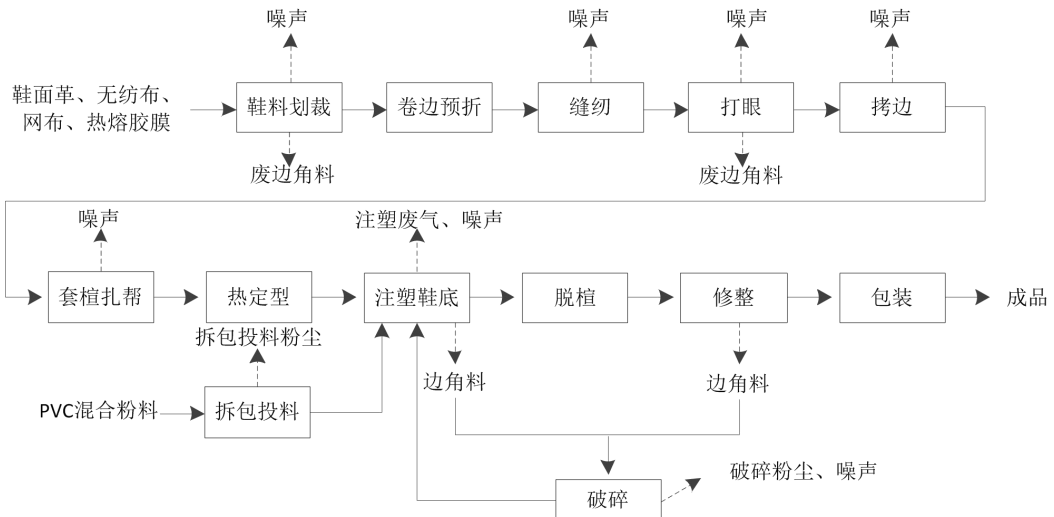 噪声
噪声
噪声
噪声
鞋面革、无纺布、
网布、热熔胶膜
鞋料划裁
卷边预折
缝纫
打眼
拷边
废边角料
废边角料
噪声
注塑废气、噪声
套楦扎帮
热定型
注塑鞋底
脱楦
修整
包装
成品
拆包投料粉尘
边角料
边角料
PVC混合粉料
拆包投料
破碎粉尘、噪声
破碎